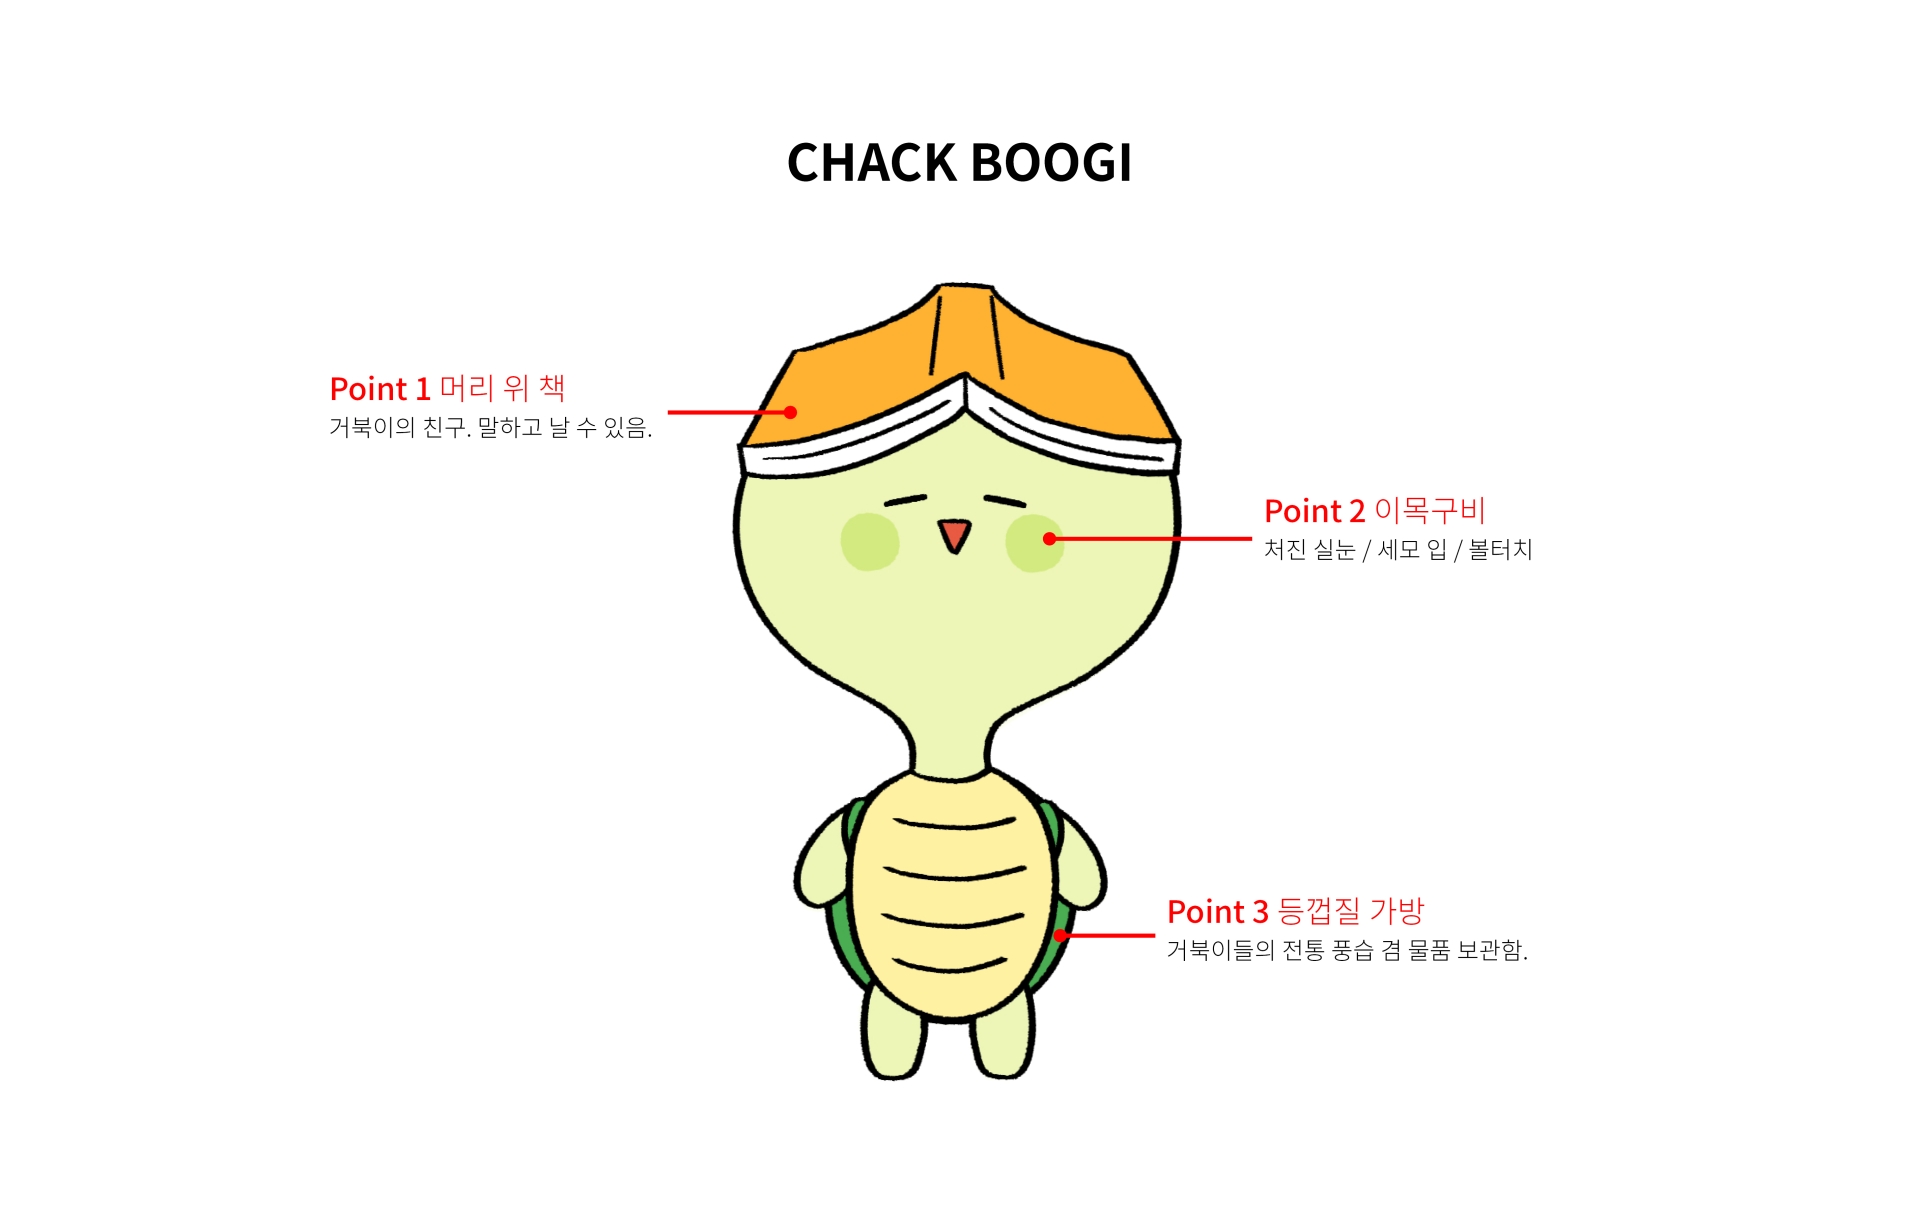 CHACK BOOGI
Point 1 머리 위 책
거북이의 친구. 말하고 날 수 있음.
Point 2 이목구비
처진 실눈 / 세모 입 / 볼터치
Point 3 등껍질 가방
거북이들의 전통 풍습 겸 물품 보관함.